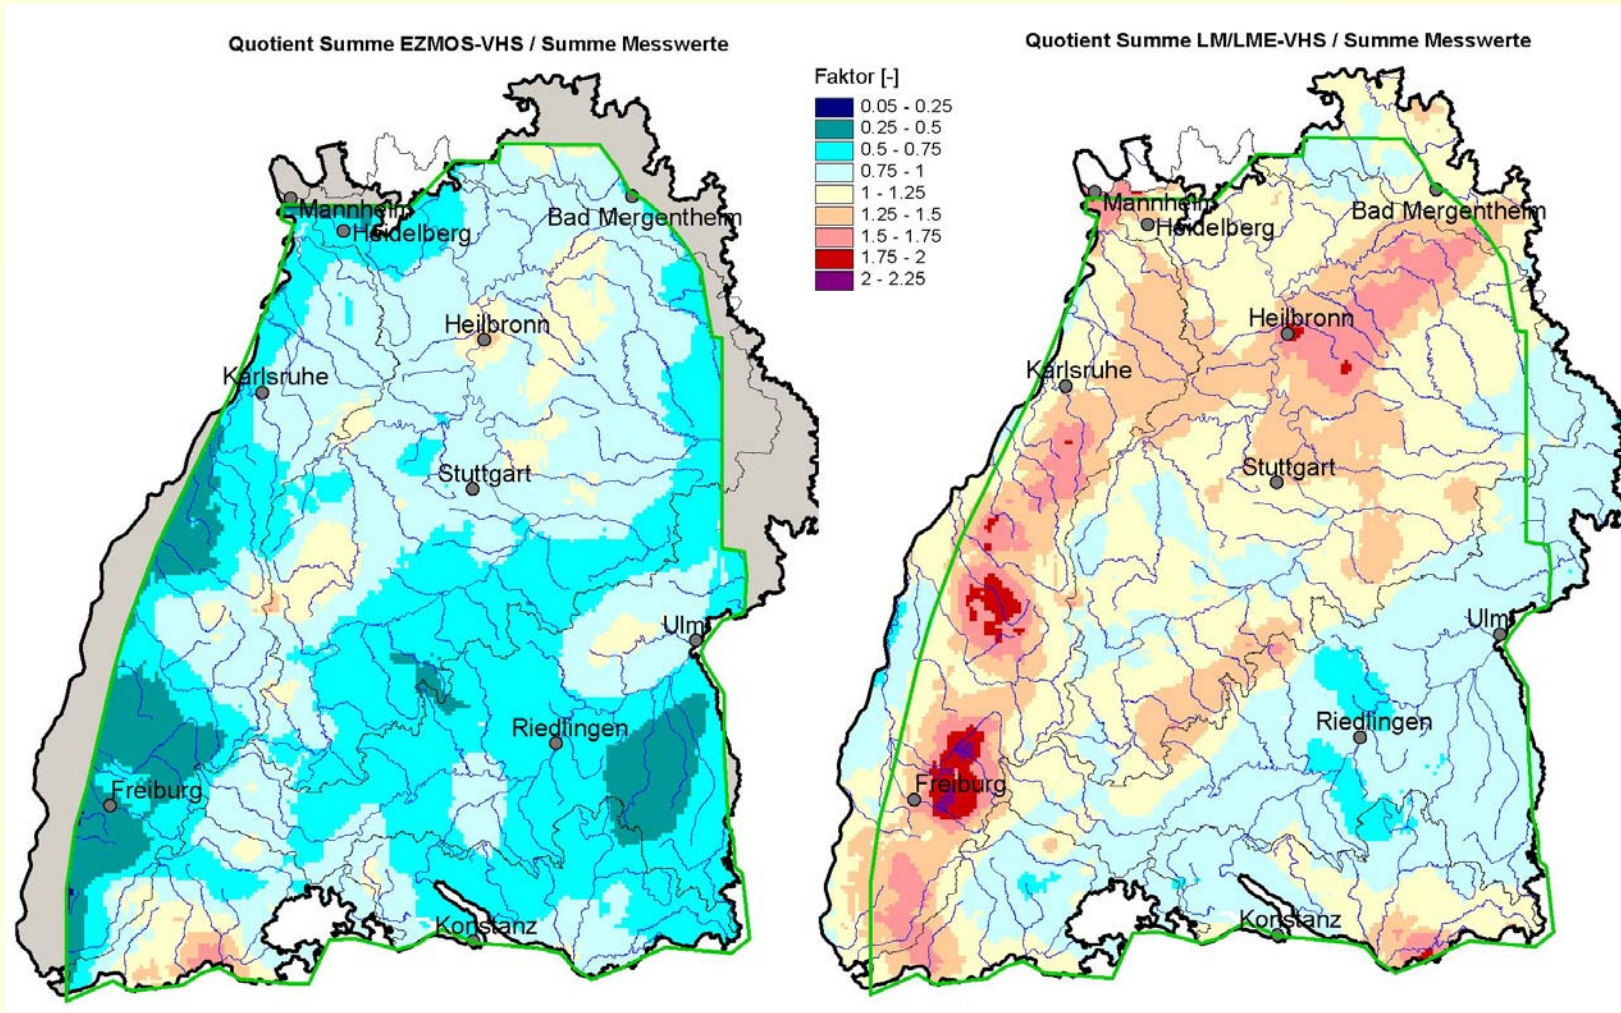 Quotient Summe EZMOS-VHS / Summe Messwerte
Mannheim
Heidelberg
Bad Mergentheim
Heilbronn
Karlsruhe
Stuttgart
Ulm
Riedlingen
Freiburg
Konstanz
Faktor [-]
0.05 - 0.25
0.25 - 0.5
0.5 - 0.75
0.75 - 1
1 - 1.25
1.25 - 1.5
1.5 - 1.75
1.75 - 2
2 - 2.25
Quotient Summe LM/LME-VHS / Summe Messwerte
Mannheim
Heidelberg
Bad Mergentheim
Heilbronn
Karlsruhe
Stuttgart
Ulm
Riedlingen
Freiburg
Konstanz